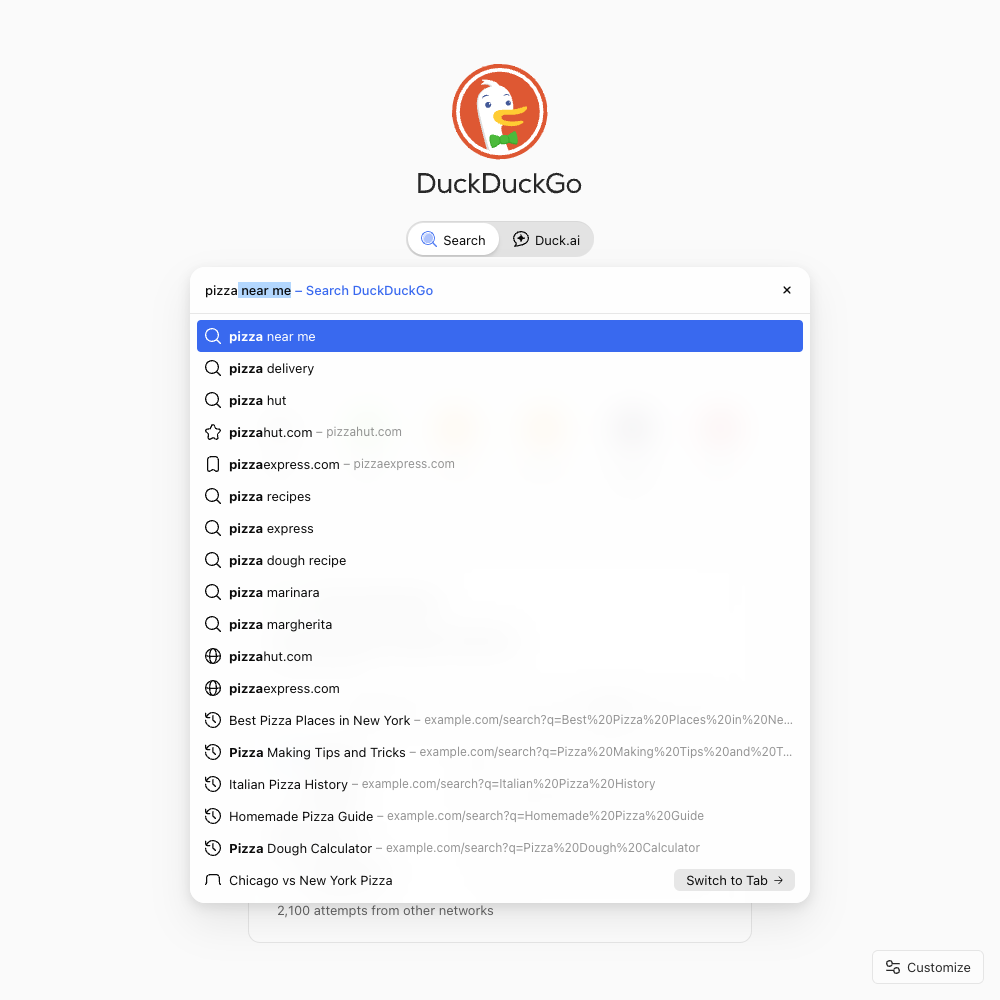 DuckDuckGo
Search
Duck.ai
pizza near me – Search DuckDuckGo
pizza near me
pizza delivery
pizza hut
pizzahut.com – pizzahut.com
pizzaexpress.com – pizzaexpress.com
pizza recipes
pizza express
pizza dough recipe
pizza marinara
pizza margherita
pizzahut.com
pizzaexpress.com
Best Pizza Places in New York – example.com/search?q=Best%20Pizza%20Places%20in%20Ne...
Pizza Making Tips and Tricks – example.com/search?q=Pizza%20Making%20Tips%20and%20T...
Italian Pizza History – example.com/search?q=Italian%20Pizza%20History
Homemade Pizza Guide – example.com/search?q=Homemade%20Pizza%20Guide
Pizza Dough Calculator – example.com/search?q=Pizza%20Dough%20Calculator
Chicago vs New York Pizza Switch to Tab →
2,100 attempts from other networks
Customize